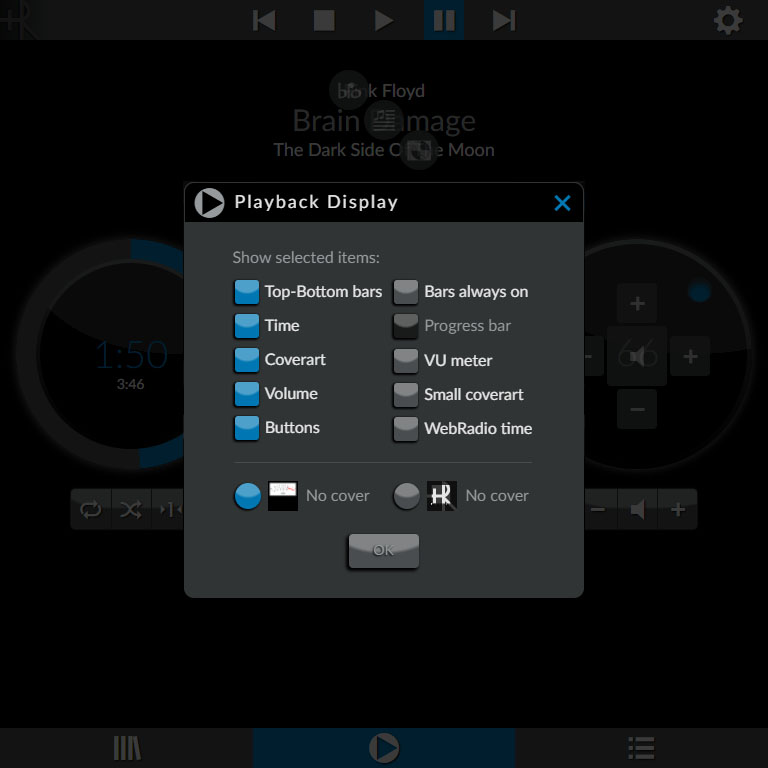 k Floyd
Brain mage
The Dark Side O e Moon
Playback Display
Show selected items:
Top-Bottom bars
Bars always on
Time
Progress bar
Coverart
VU meter
Volume
Small coverart
Buttons
WebRadio time
No cover
No cover
OK
1:50
3:46
66
1